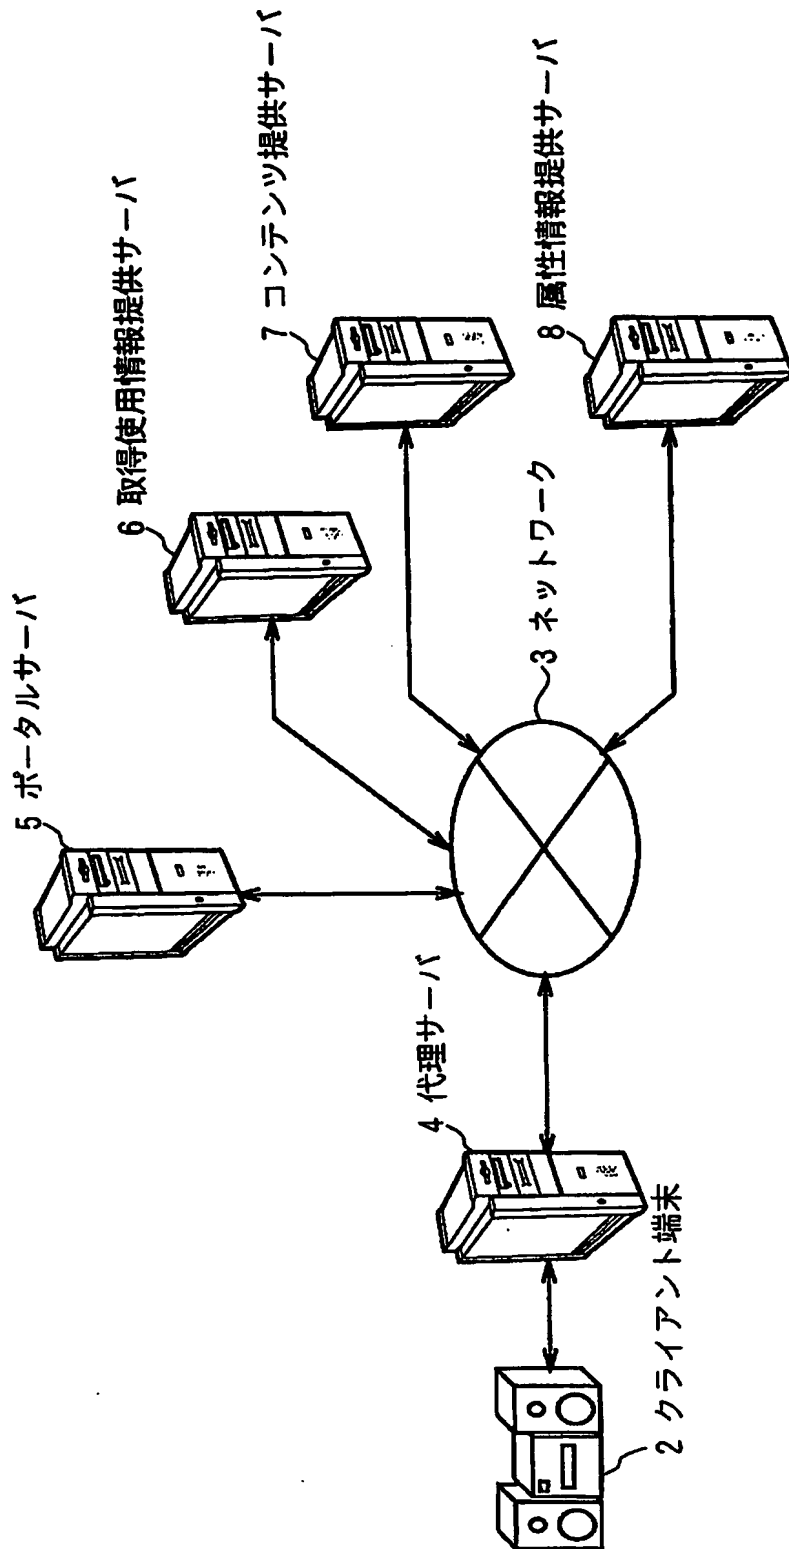 5 ポータルサーバ
6 取得使用情報提供サーバ
7 コンテンツ提供サーバ
8 属性情報提供サーバ
3 ネットワーク
4 代理サーバ
2 クライアント端末